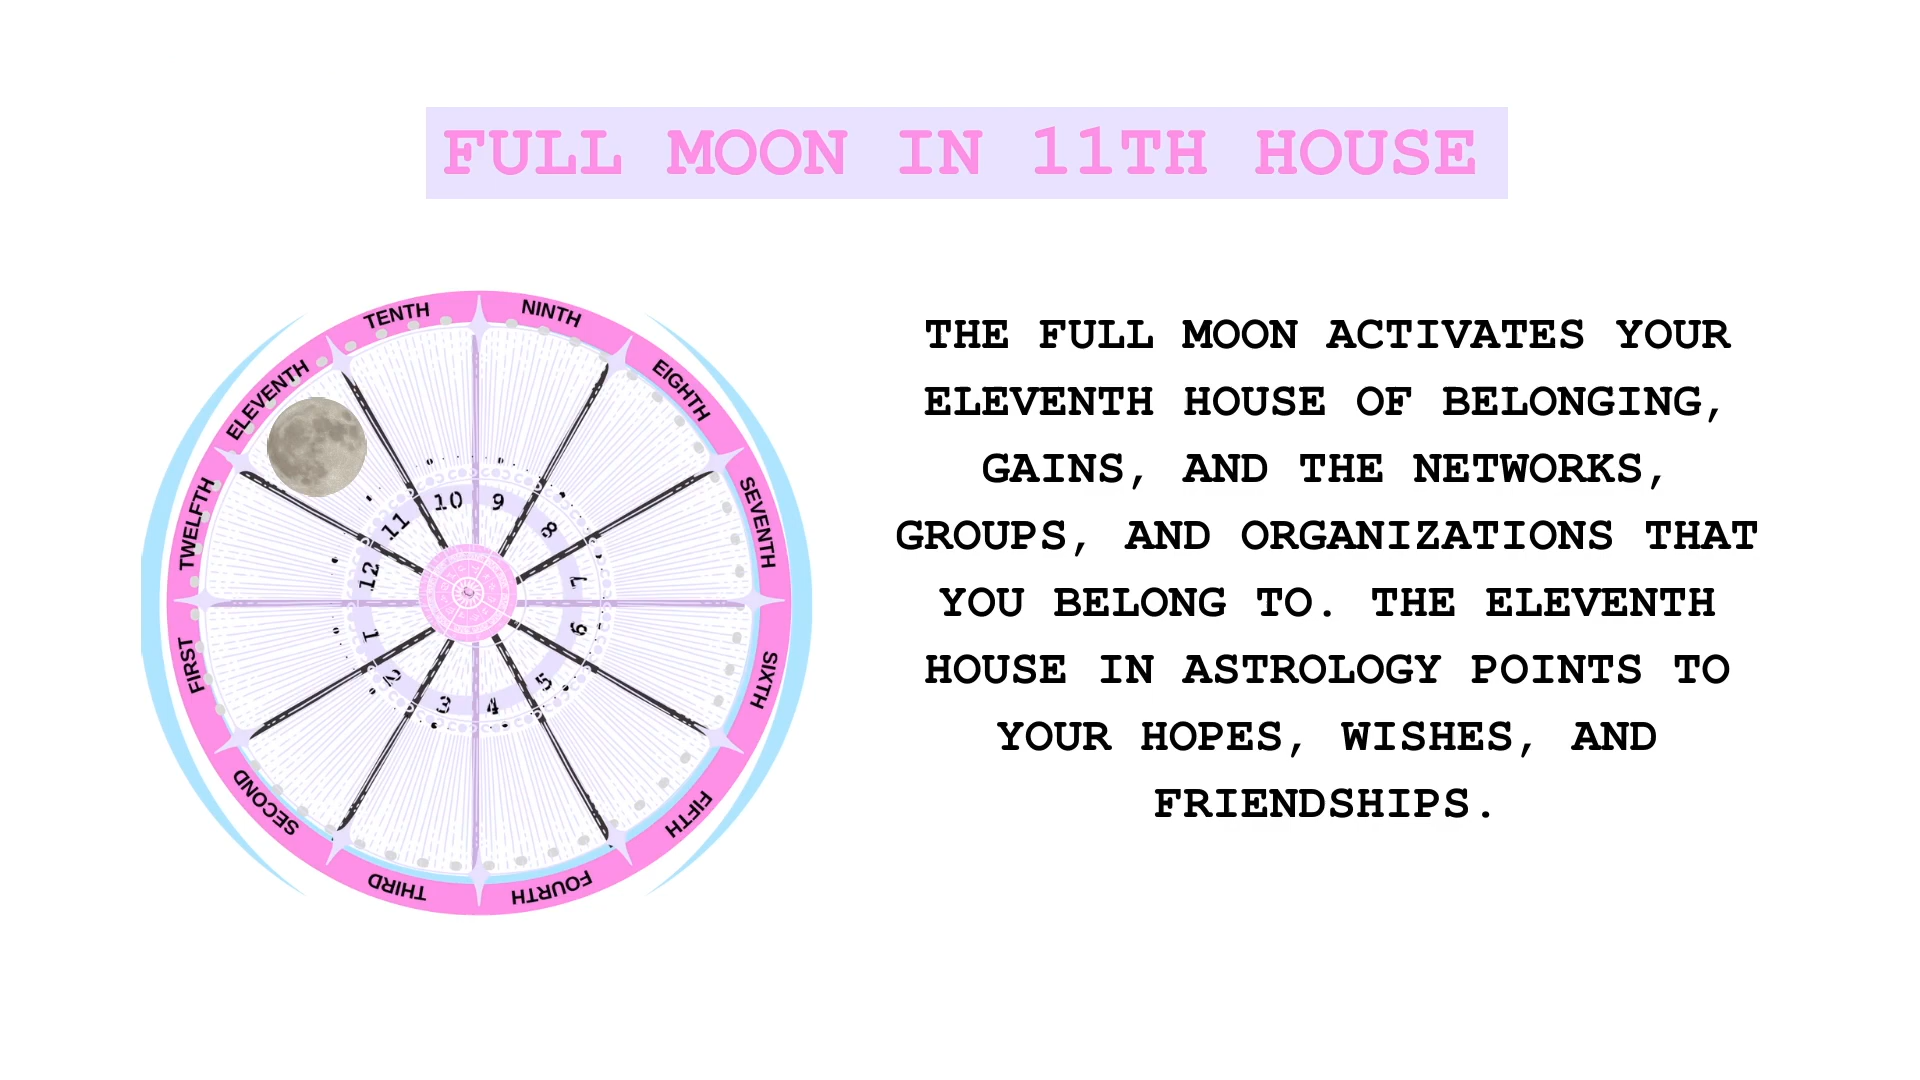 FULL MOON IN 11TH HOUSE
THE FULL MOON ACTIVATES YOUR
ELEVENTH HOUSE OF BELONGING,
GAINS, AND THE NETWORKS,
GROUPS, AND ORGANIZATIONS THAT
YOU BELONG TO. THE ELEVENTH
HOUSE IN ASTROLOGY POINTS TO
YOUR HOPES, WISHES, AND
FRIENDSHIPS.
FIRST
SECOND
THIRD
FOURTH
FIFTH
SIXTH
SEVENTH
EIGHTH
NINTH
TENTH
ELEVENTH
TWELFTH
1
2
3
4
5
6
7
8
9
10
11
12